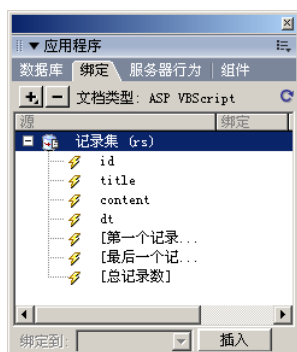 ▼ 应用程序
数据库 绑定 服务器行为 组件
+ - 文档类型: ASP VBScript
源 绑定
记录集 (rs)
id
title
content
dt
[第一个记录...
[最后一个记...
[总记录数]
绑定到: 插入